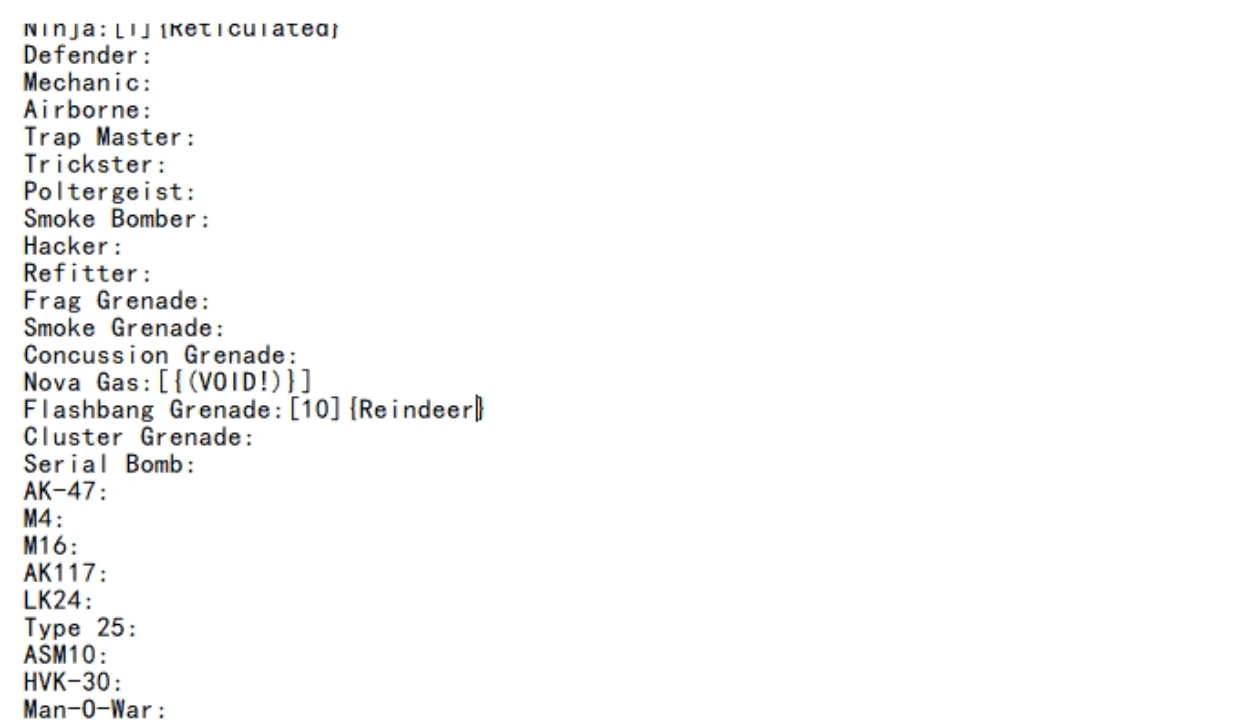 Ninja:[1]{Reticulated}
Defender:
Mechanic:
Airborne:
Trap Master:
Trickster:
Poltergeist:
Smoke Bomber:
Hacker:
Refitter:
Frag Grenade:
Smoke Grenade:
Concussion Grenade:
Nova Gas:[{(VOID!)}]
Flashbang Grenade:[10]{Reindeer}
Cluster Grenade:
Serial Bomb:
AK-47:
M4:
M16:
AK117:
LK24:
Type 25:
ASM10:
HVK-30:
Man-O-War: